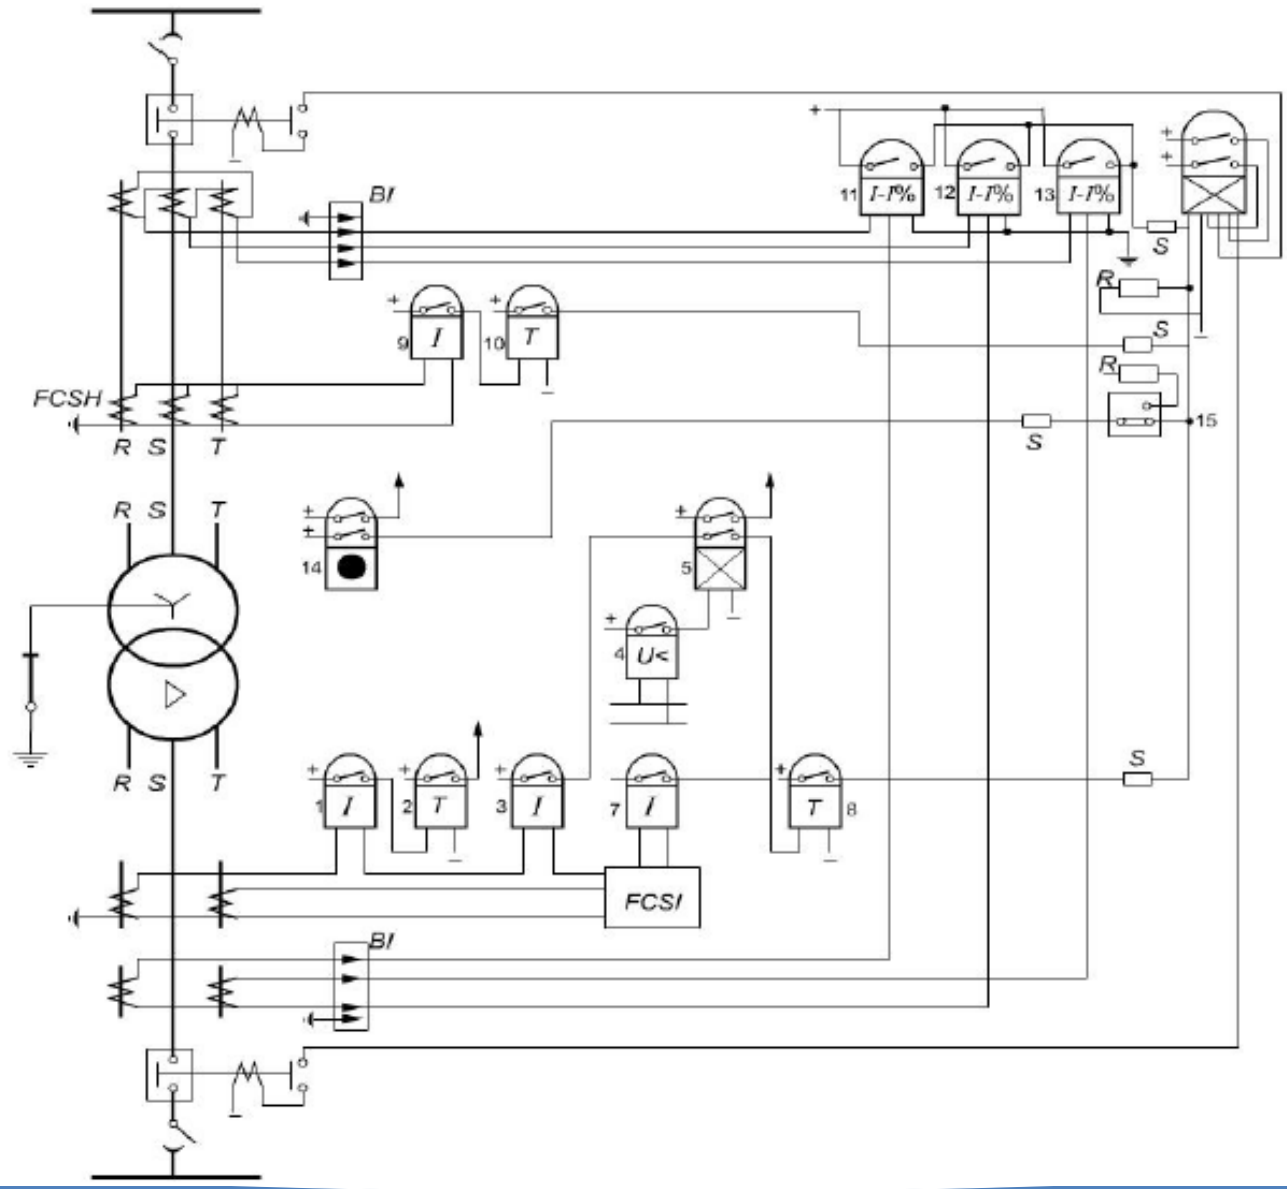 +
+
+
BI
11 I-I% 12 I-I% 13 I-I%
S
R
+ +
9 I 10 T
S
R
FCSH
15
S
R S T
R S T
+ +
+
14 5
+
4 U<
S
+ + + +
R S T
1 I 2 T 3 I 7 I T 8
FCSI
BI